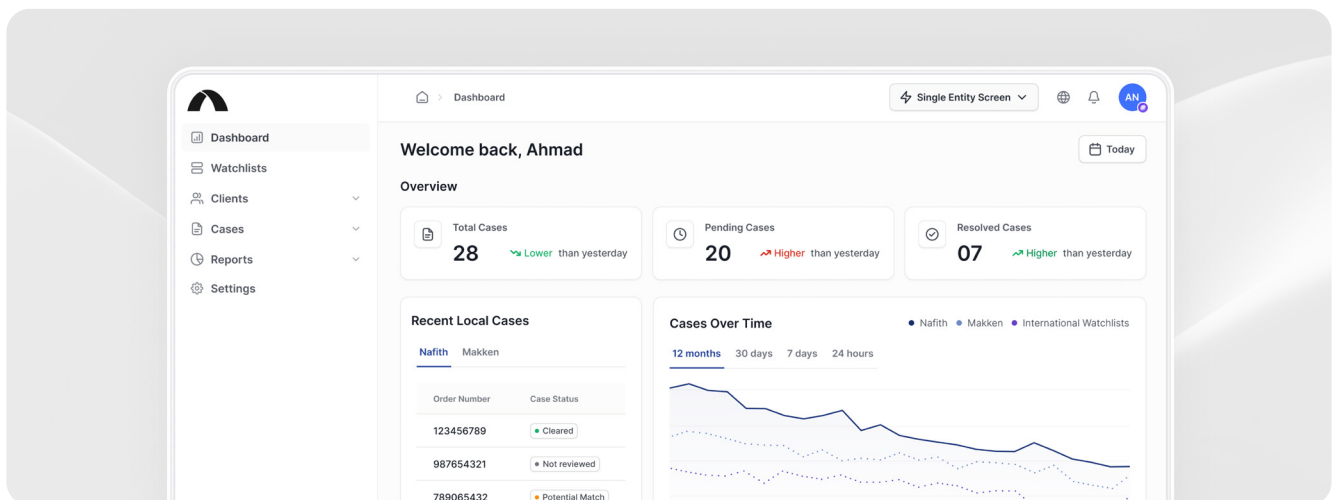 Dashboard
Single Entity Screen
AN
Dashboard
Watchlists
Clients
Cases
Reports
Settings
Welcome back, Ahmad
Today
Overview
Total Cases
28
Lower than yesterday
Pending Cases
20
Higher than yesterday
Resolved Cases
07
Higher than yesterday
Recent Local Cases
Nafith Makken
Order Number Case Status
123456789 Cleared
987654321 Not reviewed
789065432 Potential Match
Cases Over Time
Nafith Makken International Watchlists
12 months 30 days 7 days 24 hours